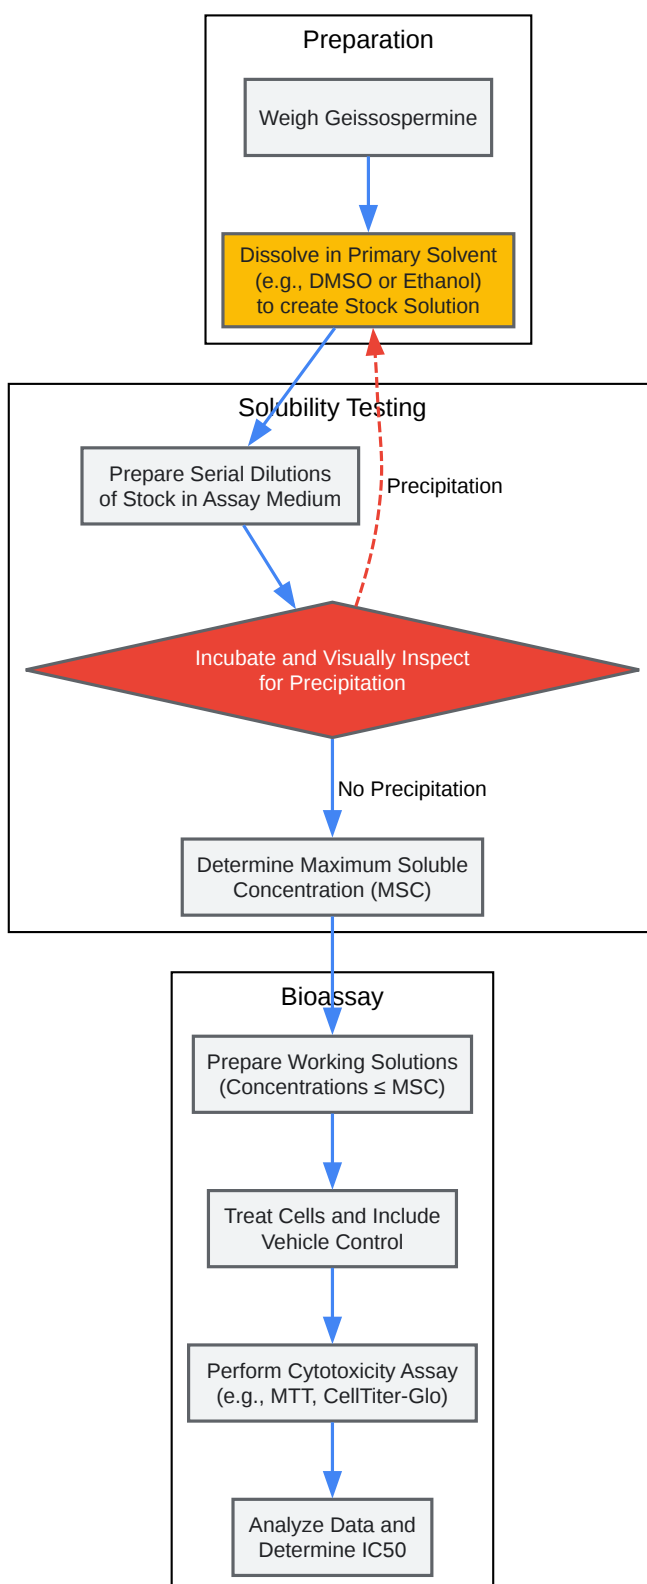 Preparation
Weigh Geissospermine
Dissolve in Primary Solvent
(e.g., DMSO or Ethanol)
to create Stock Solution
Solubility Testing
Prepare Serial Dilutions
of Stock in Assay Medium
Precipitation
Incubate and Visually Inspect
for Precipitation
No Precipitation
Determine Maximum Soluble
Concentration (MSC)
Bioassay
Prepare Working Solutions
(Concentrations ≤ MSC)
Treat Cells and Include
Vehicle Control
Perform Cytotoxicity Assay
(e.g., MTT, CellTiter-Glo)
Analyze Data and
Determine IC50